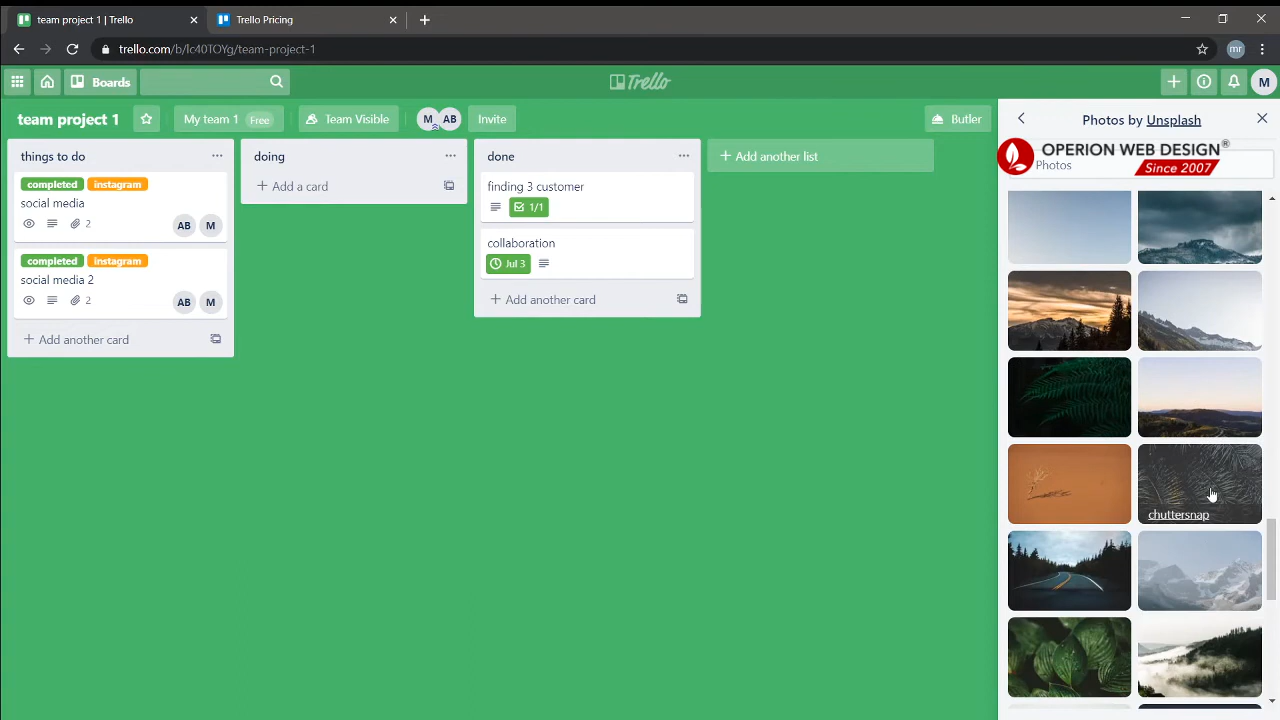 team project 1 | Trello
Trello Pricing
trello.com/b/lc40TOYg/team-project-1
mr
Boards
Trello
M
team project 1
My team 1 Free
Team Visible
M AB
Invite
Butler
Photos by Unsplash
OPERION WEB DESIGN®
Since 2007
Photos
things to do
completed instagram
social media
2
AB M
completed instagram
social media 2
2
AB M
+ Add another card
doing
+ Add a card
done
finding 3 customer
1/1
collaboration
Jul 3
+ Add another card
+ Add another list
chuttersnap